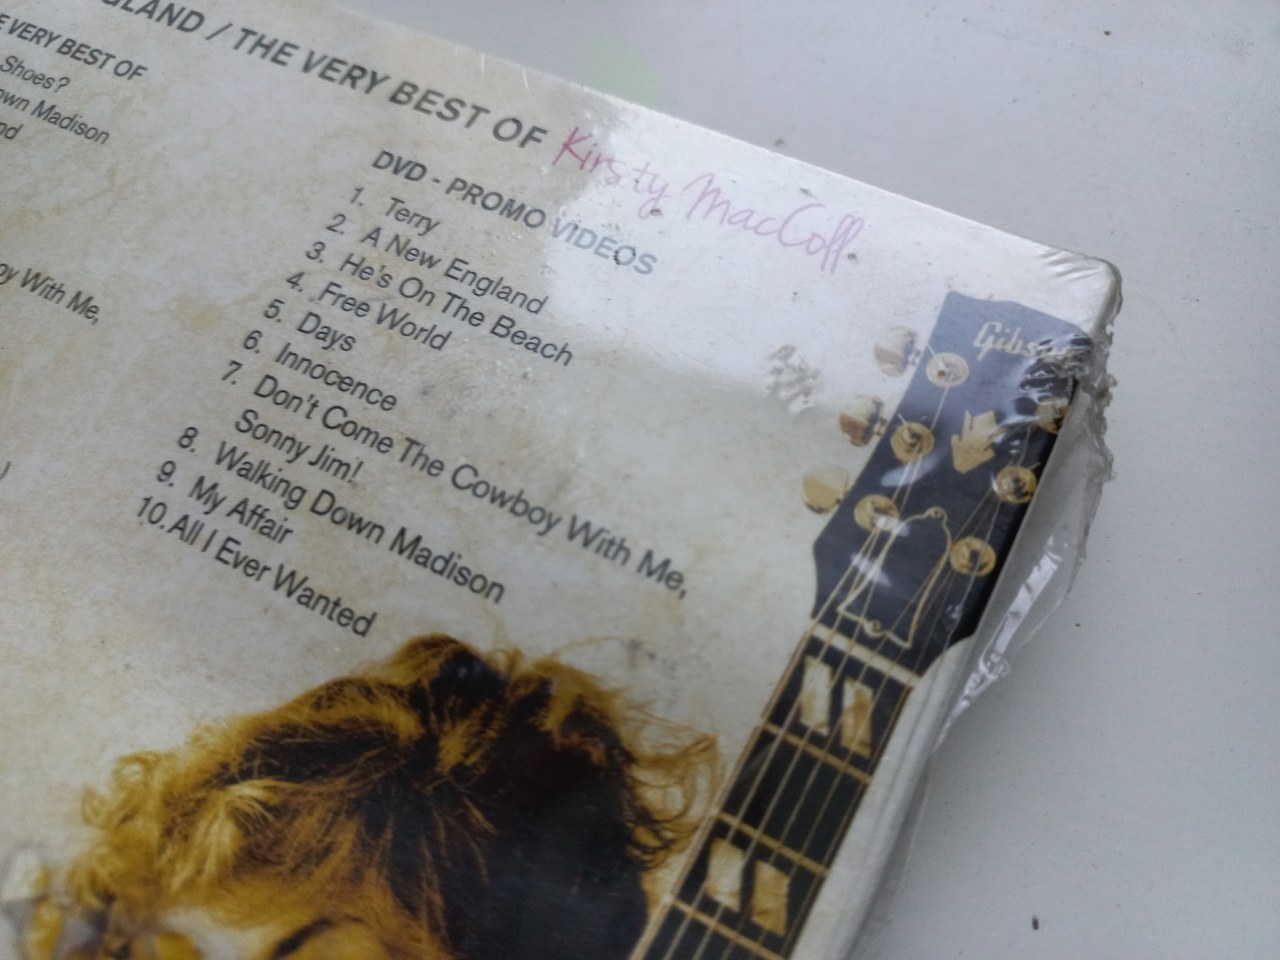 GLAND / THE VERY BEST OF Kirsty MacColl
VERY BEST OF
Shoes?
own Madison
nd
oy With Me,
)
DVD - PROMO VIDEOS
1. Terry
2. A New England
3. He's On The Beach
4. Free World
5. Days
6. Innocence
7. Don't Come The Cowboy With Me,
Sonny Jim!
8. Walking Down Madison
9. My Affair
10. All I Ever Wanted
Gibson